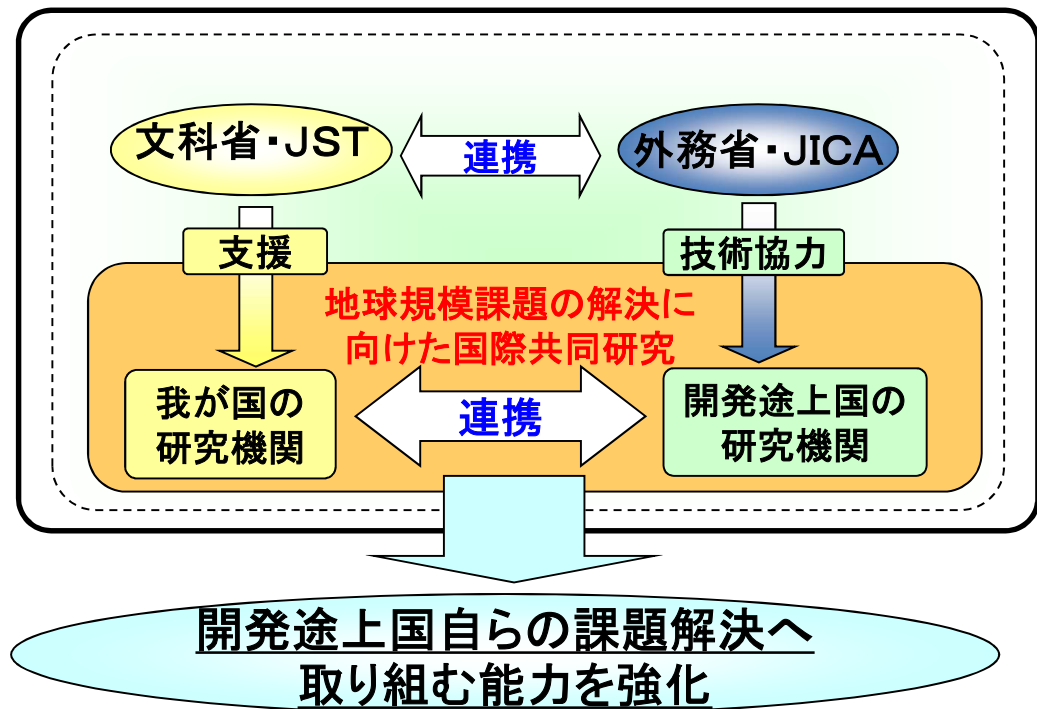 文科省・JST
連携
外務省・JICA
支援
技術協力
地球規模課題の解決に
向けた国際共同研究
我が国の
研究機関
連携
開発途上国の
研究機関
開発途上国自らの課題解決へ
取り組む能力を強化